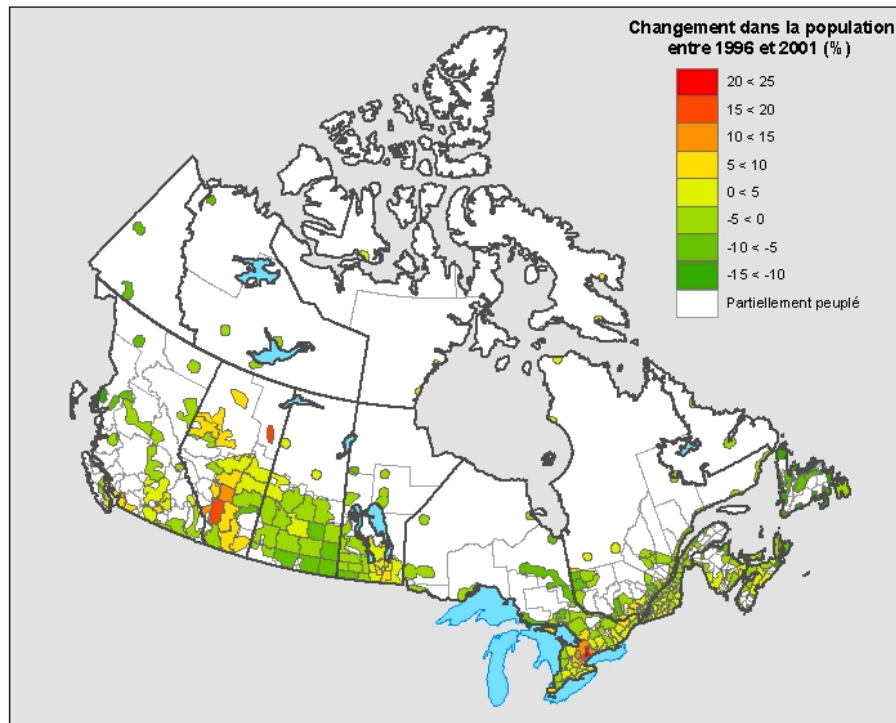 Changement dans la population
entre 1996 et 2001 (%)
20 < 25
15 < 20
10 < 15
5 < 10
0 < 5
-5 < 0
-10 < -5
-15 < -10
Partiellement peuplé